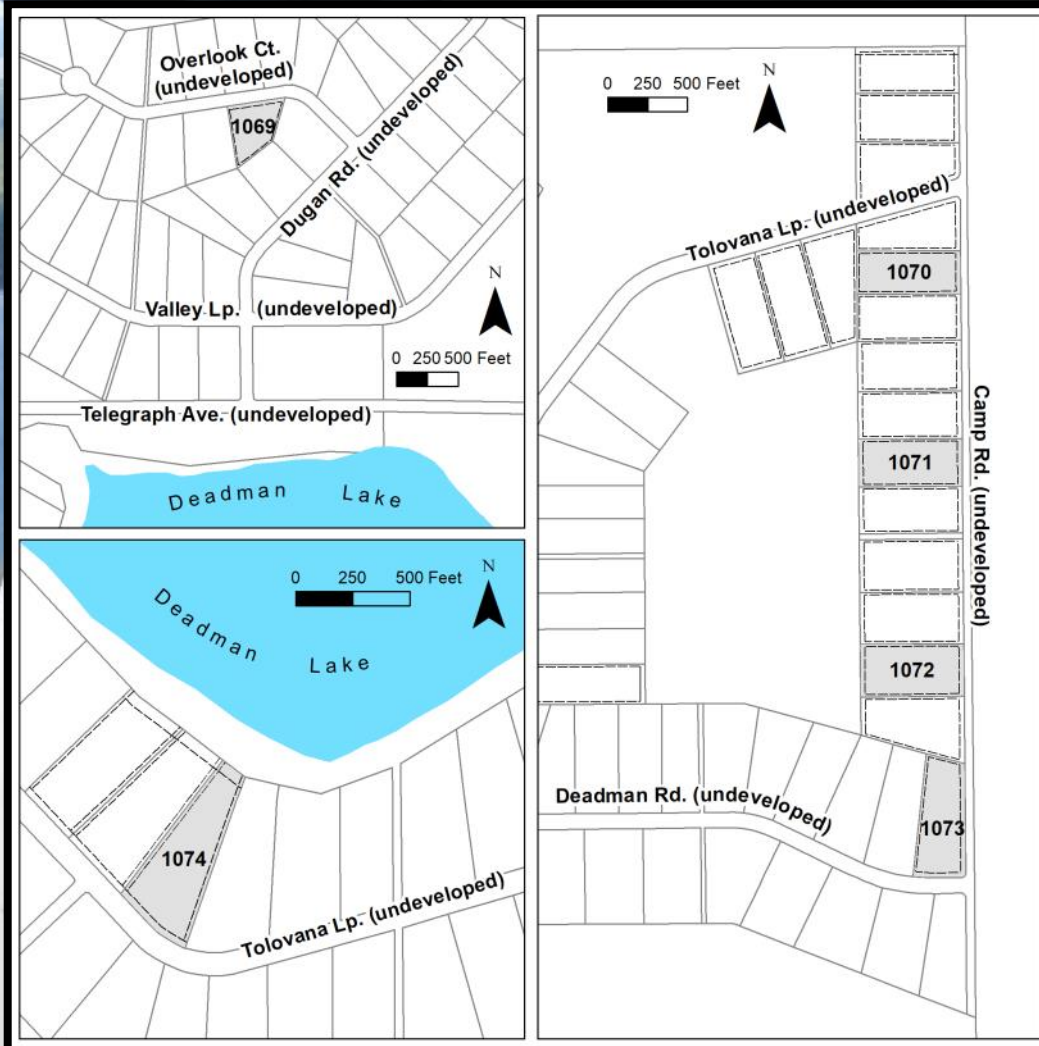 Overlook Ct.
(undeveloped)
1069
Dugan Rd. (undeveloped)
Valley Lp. (undeveloped)
N
0 250 500 Feet
Telegraph Ave. (undeveloped)
Deadman Lake
N
0 250 500 Feet
Deadman
Lake
1074
Tolovana Lp. (undeveloped)
N
0 250 500 Feet
Tolovana Lp. (undeveloped)
1070
1071
Camp Rd. (undeveloped)
1072
Deadman Rd. (undeveloped)
1073